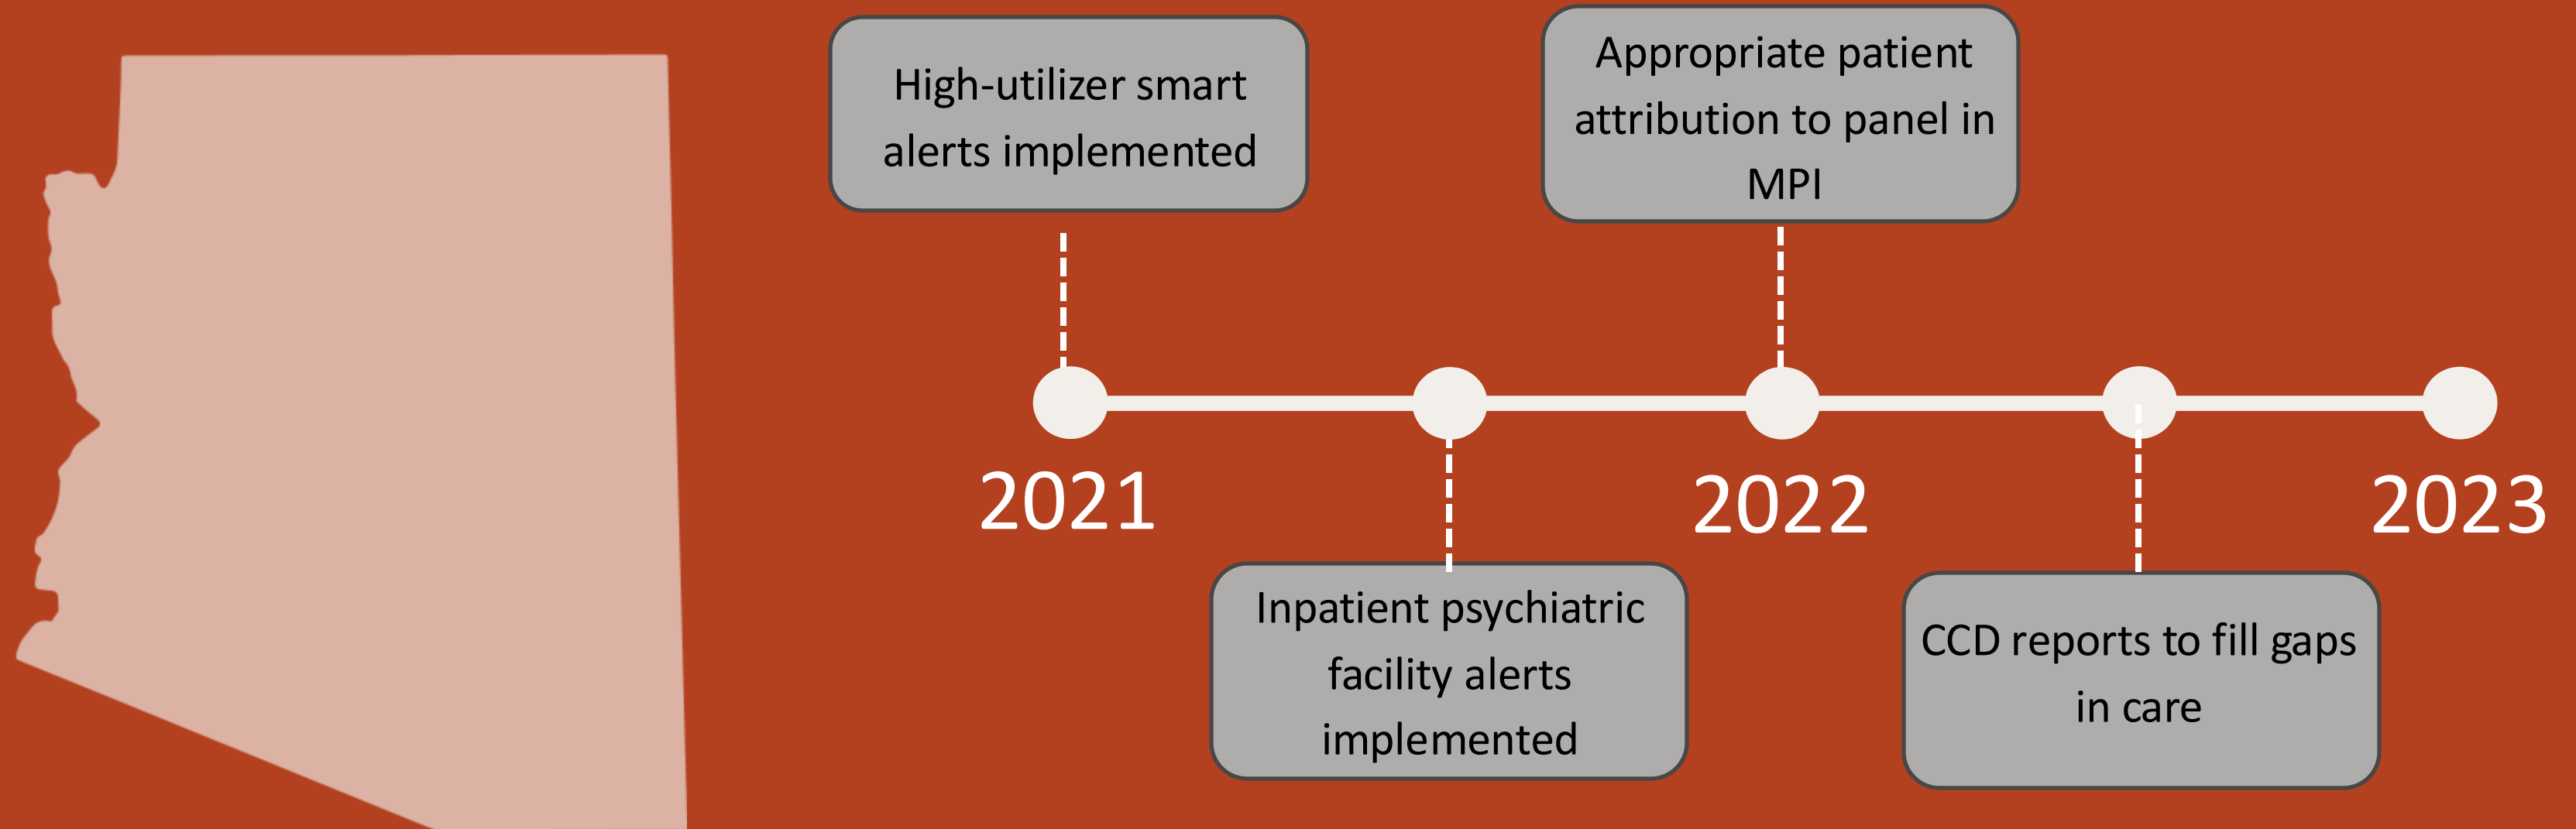 High-utilizer smart
alerts implemented
Appropriate patient
attribution to panel in
MPI
2021
2022
2023
Inpatient psychiatric
facility alerts
implemented
CCD reports to fill gaps
in care